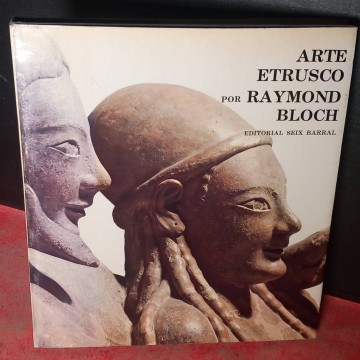 ARTE
ETRUSCO
POR RAYMOND
BLOCH
EDITORIAL SEIX BARRAL